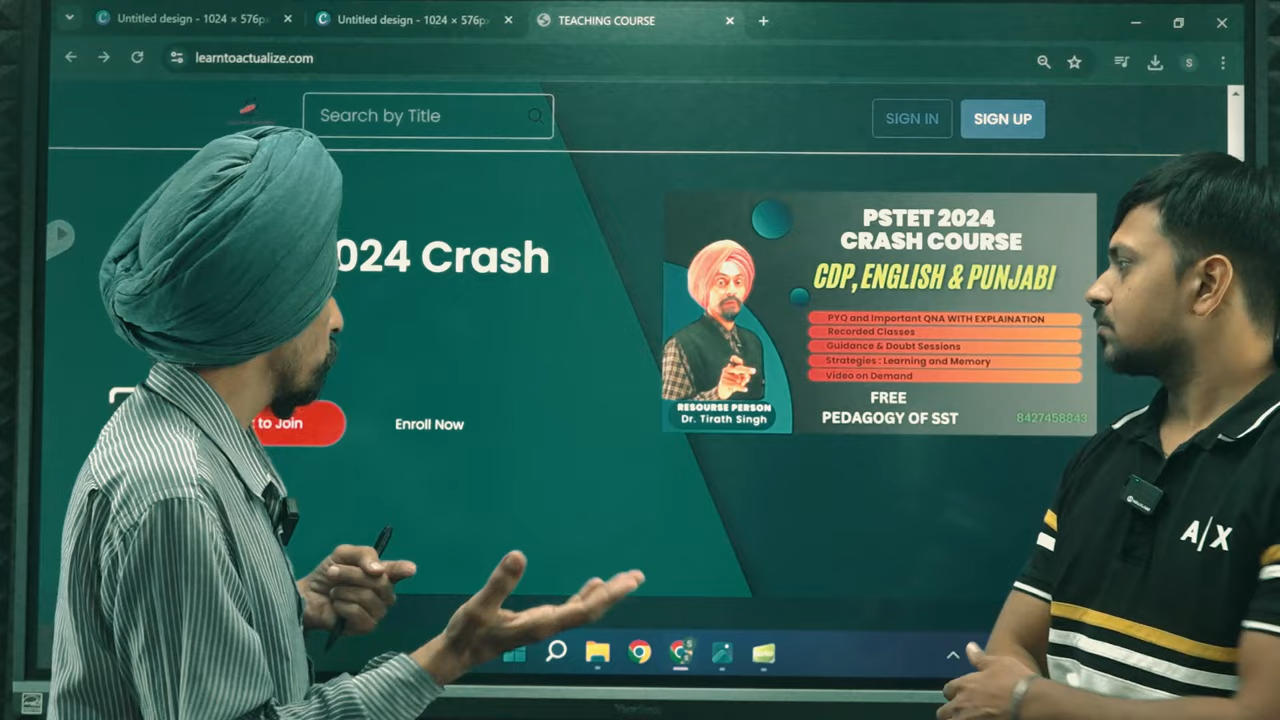 Untitled design - 1024 × 576p
Untitled design - 1024 × 576p
TEACHING COURSE
learntoactualize.com
S
Search by Title
SIGN IN
SIGN UP
024 Crash
to Join
Enroll Now
PSTET 2024
CRASH COURSE
CDP, ENGLISH & PUNJABI
PYQ and Important QNA WITH EXPLAINATION
Recorded Classes
Guidance & Doubt Sessions
Strategies : Learning and Memory
Video on Demand
FREE
PEDAGOGY OF SST
8427458843
RESOURSE PERSON
Dr. Tirath Singh
A|X